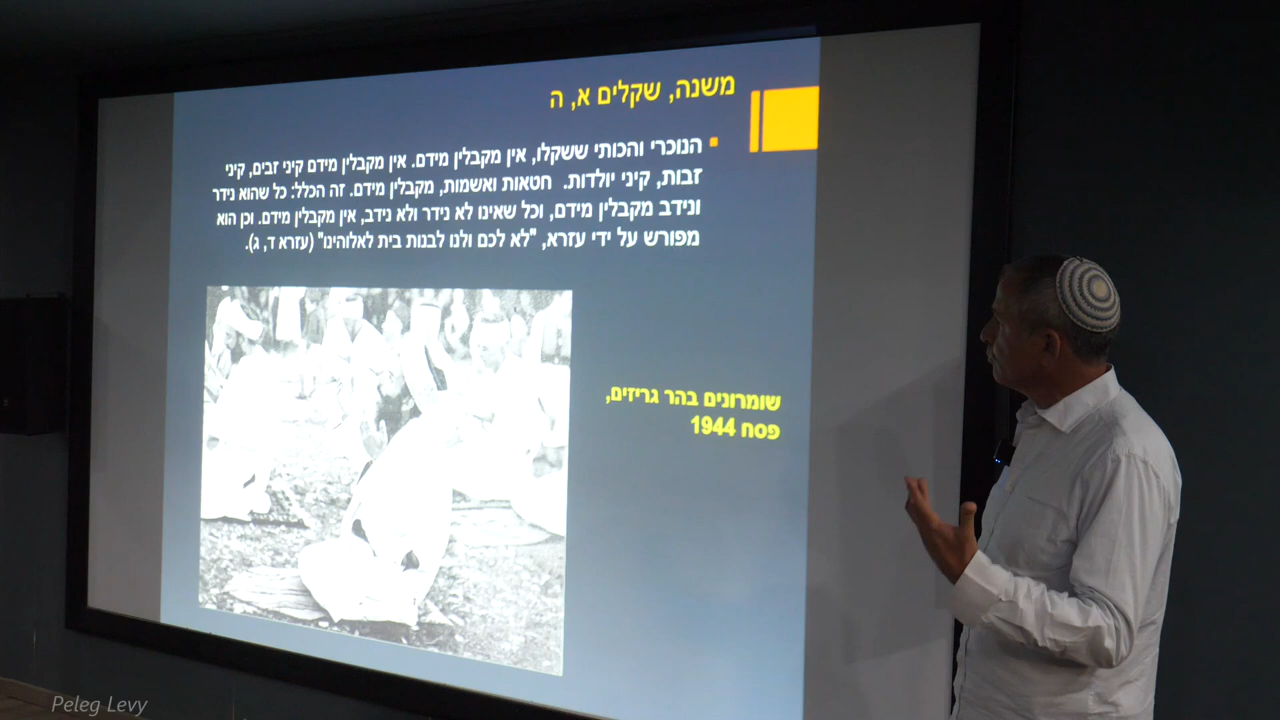 משנה, שקלים א, ה
הנוכרי והכותי ששקלו, אין מקבלין מידם. אין מקבלין מידם קיני זבים, קיני
זבות, קיני יולדות. חטאות ואשמות, מקבלין מידם. זה הכלל: כל שהוא נידר
ונידב מקבלין מידם, וכל שאינו לא נידר ולא נידב, אין מקבלין מידם. וכן הוא
מפורש על ידי עזרא, "לא לכם ולנו לבנות בית לאלוהינו" (עזרא ד, ג).
שומרונים בהר גריזים,
פסח 1944
Peleg Levy